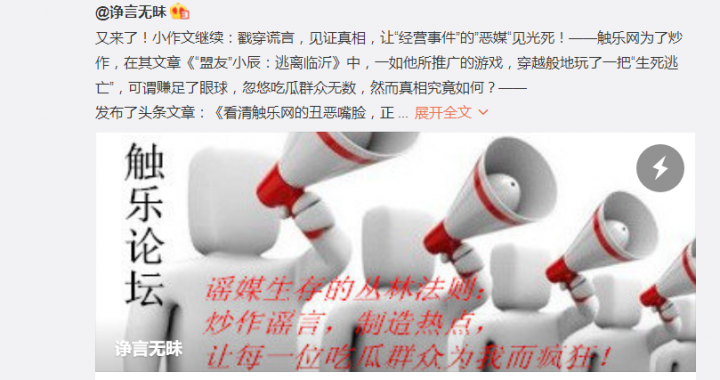 @诤言无昧
又来了！小作文继续：戳穿谎言，见证真相，让“经营事件”的“恶媒“见光死！——触乐网为了炒
作，在其文章《“盟友”小辰：逃离临沂》中，一如他所推广的游戏，穿越般地玩了一把“生死逃
亡”，可谓赚足了眼球，忽悠吃瓜群众无数，然而真相究竟如何？——
发布了头条文章：《看清触乐网的丑恶嘴脸，正 ... 展开全文
触乐论坛
谣媒生存的丛林法则：
炒作谣言，制造热点，
让每一位吃瓜群众为我而疯狂！
诤言无昧